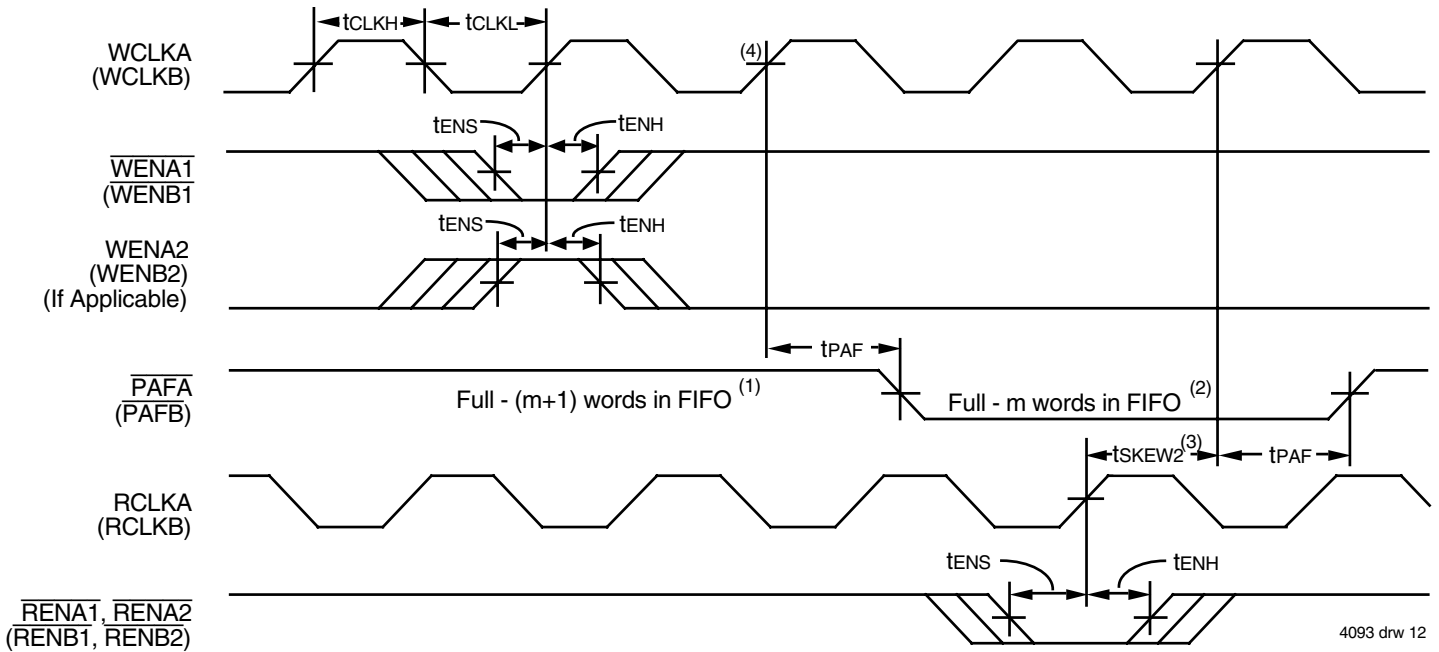 tCLKH tCLKL
WCLKA
(WCLKB)
(4)
tENS tENH
WENA1
(WENB1
tENS tENH
WENA2
(WENB2)
(If Applicable)
tPAF
PAFA
(PAFB)
Full - (m+1) words in FIFO (1)
Full - m words in FIFO (2)
tSKEW2 (3) tPAF
RCLKA
(RCLKB)
tENS tENH
RENA1, RENA2
(RENB1, RENB2)
4093 drw 12